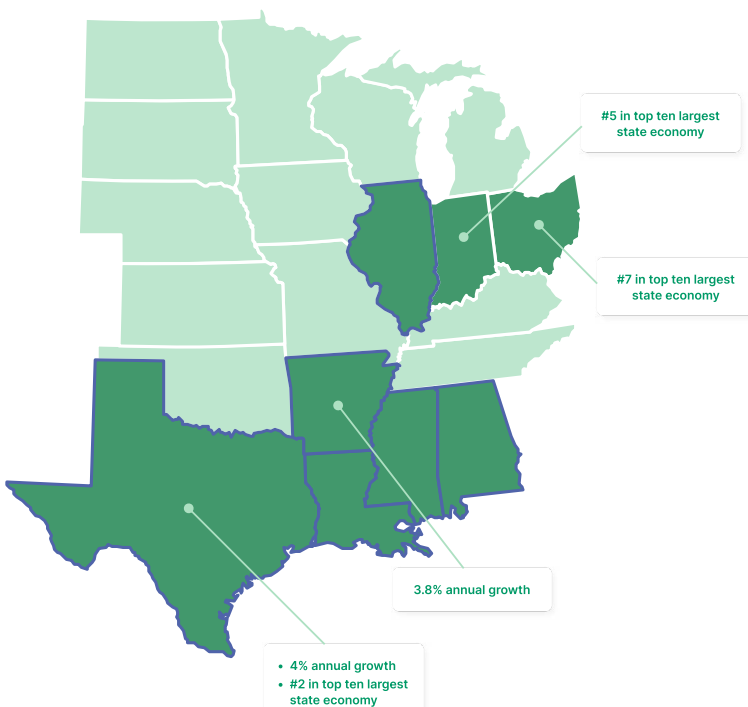 #5 in top ten largest
state economy
#7 in top ten largest
state economy
3.8% annual growth
• 4% annual growth
• #2 in top ten largest
state economy